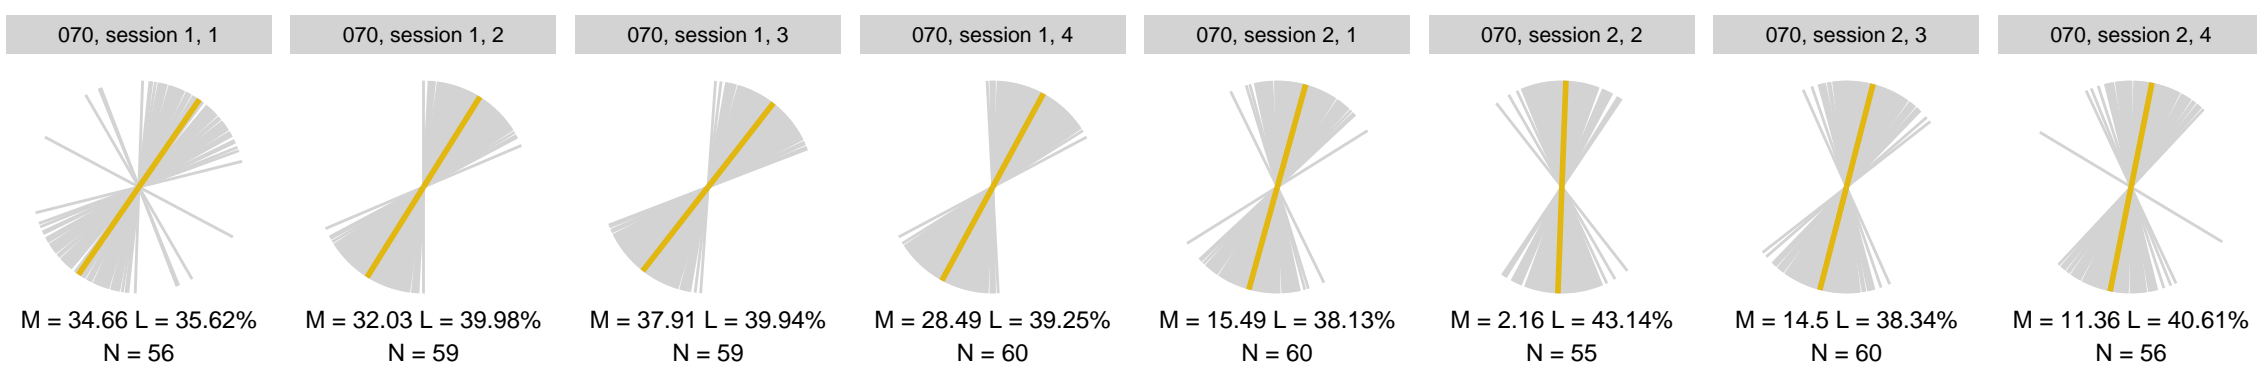 070, session 1, 1
070, session 1, 2
070, session 1, 3
070, session 1, 4
070, session 2, 1
070, session 2, 2
070, session 2, 3
070, session 2, 4
M = 34.66 L = 35.62%
N = 56
M = 32.03 L = 39.98%
N = 59
M = 37.91 L = 39.94%
N = 59
M = 28.49 L = 39.25%
N = 60
M = 15.49 L = 38.13%
N = 60
M = 2.16 L = 43.14%
N = 55
M = 14.5 L = 38.34%
N = 60
M = 11.36 L = 40.61%
N = 56